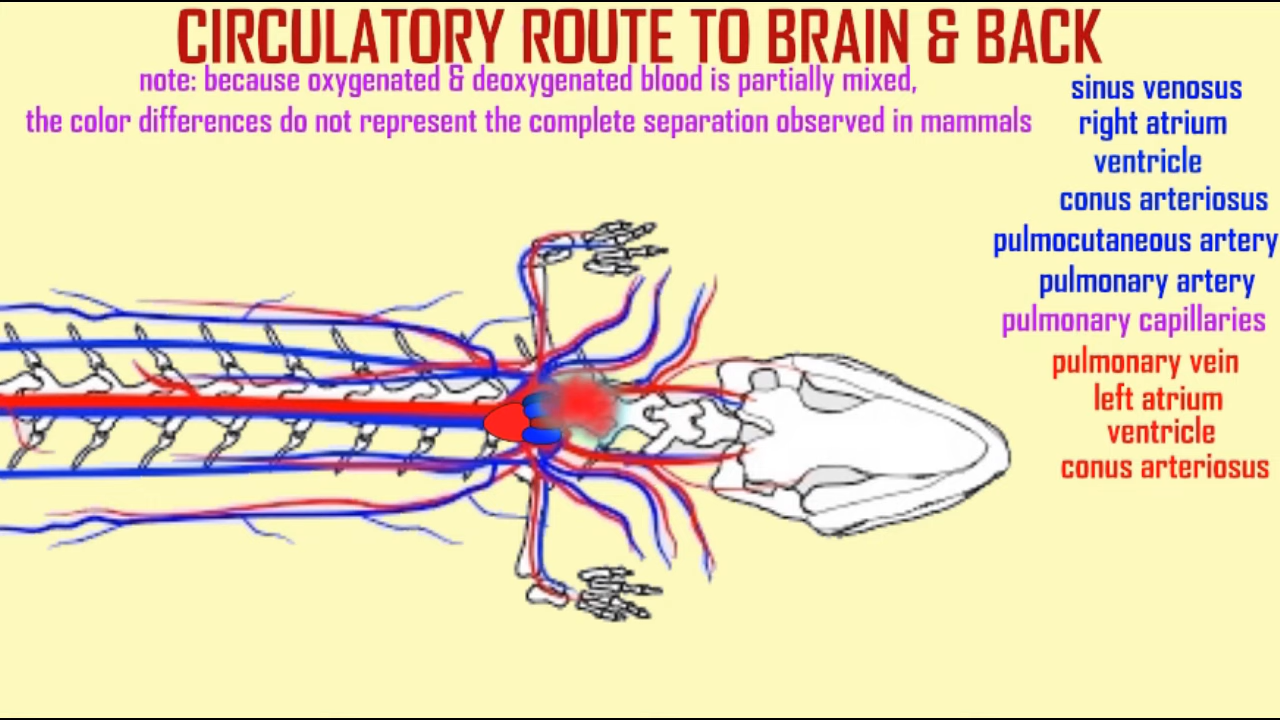 CIRCULATORY ROUTE TO BRAIN & BACK
note: because oxygenated & deoxygenated blood is partially mixed,
the color differences do not represent the complete separation observed in mammals
sinus venosus
right atrium
ventricle
conus arteriosus
pulmocutaneous artery
pulmonary artery
pulmonary capillaries
pulmonary vein
left atrium
ventricle
conus arteriosus